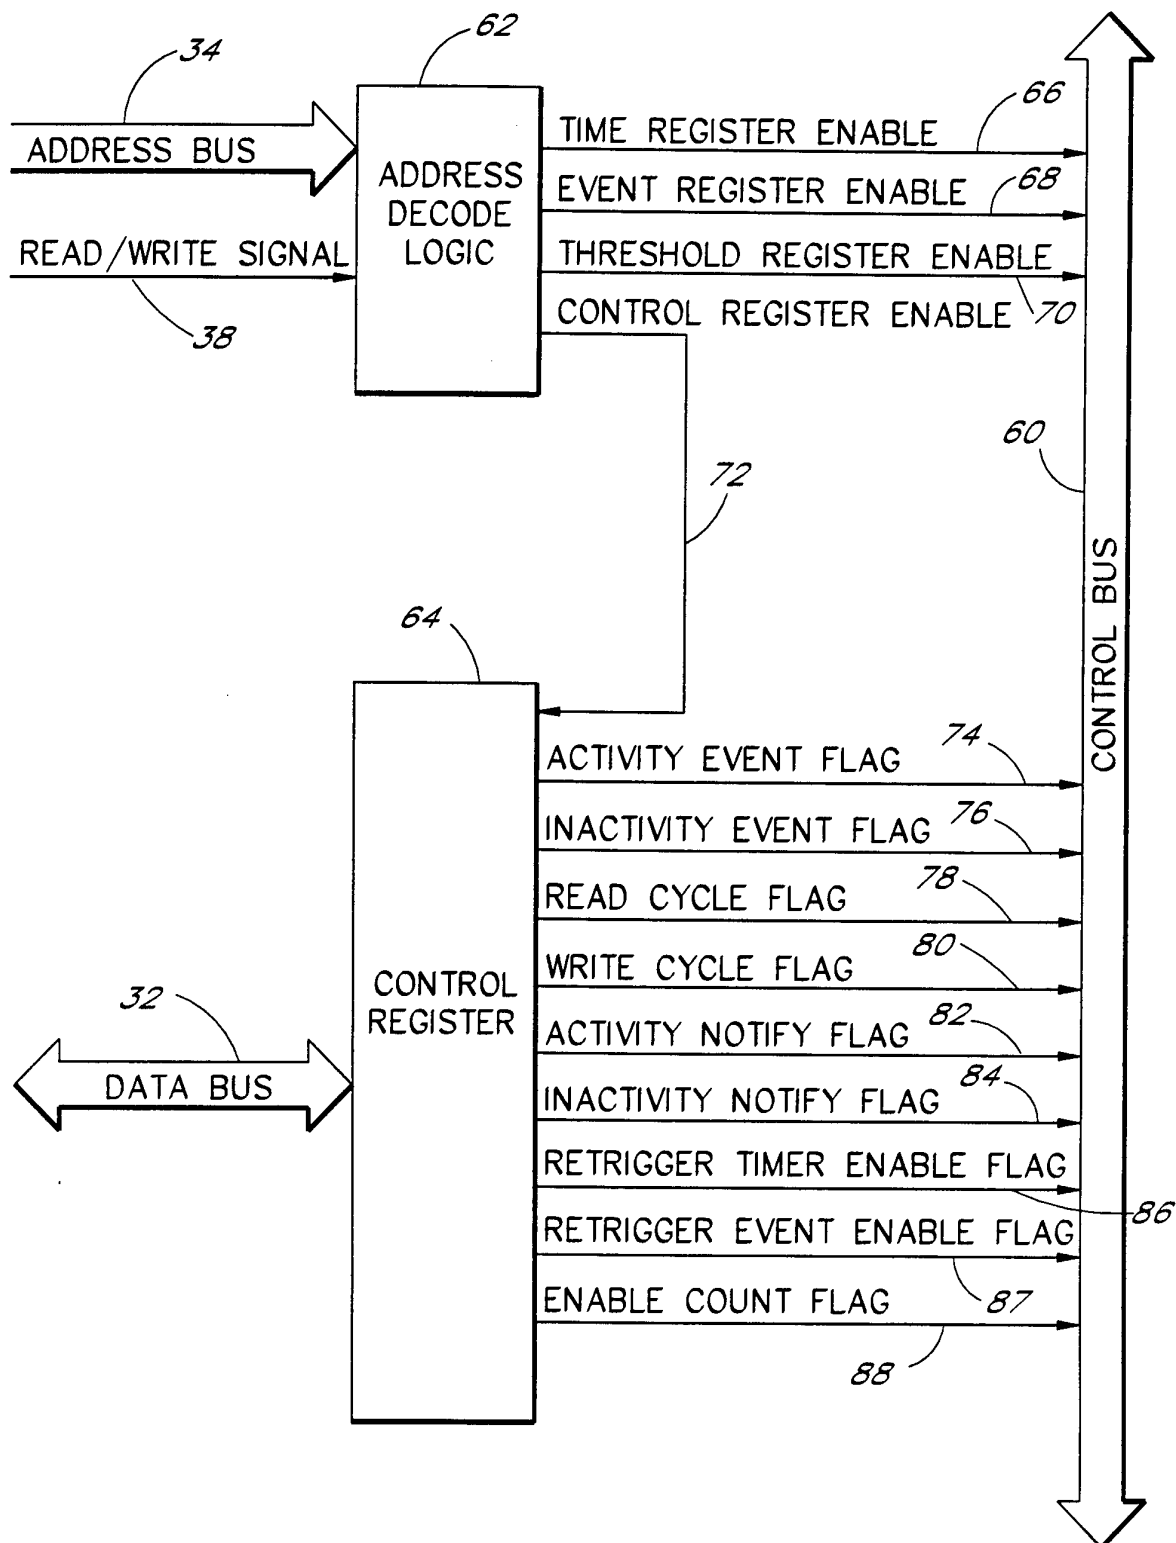 34
62
66
ADDRESS BUS
TIME REGISTER ENABLE
ADDRESS
DECODE
LOGIC
EVENT REGISTER ENABLE
68
READ/WRITE SIGNAL
THRESHOLD REGISTER ENABLE
38
CONTROL REGISTER ENABLE
70
60
72
CONTROL BUS
64
ACTIVITY EVENT FLAG
74
INACTIVITY EVENT FLAG
76
READ CYCLE FLAG
78
WRITE CYCLE FLAG
80
CONTROL
REGISTER
32
ACTIVITY NOTIFY FLAG
82
DATA BUS
INACTIVITY NOTIFY FLAG
84
RETRIGGER TIMER ENABLE FLAG
86
RETRIGGER EVENT ENABLE FLAG
87
ENABLE COUNT FLAG
88